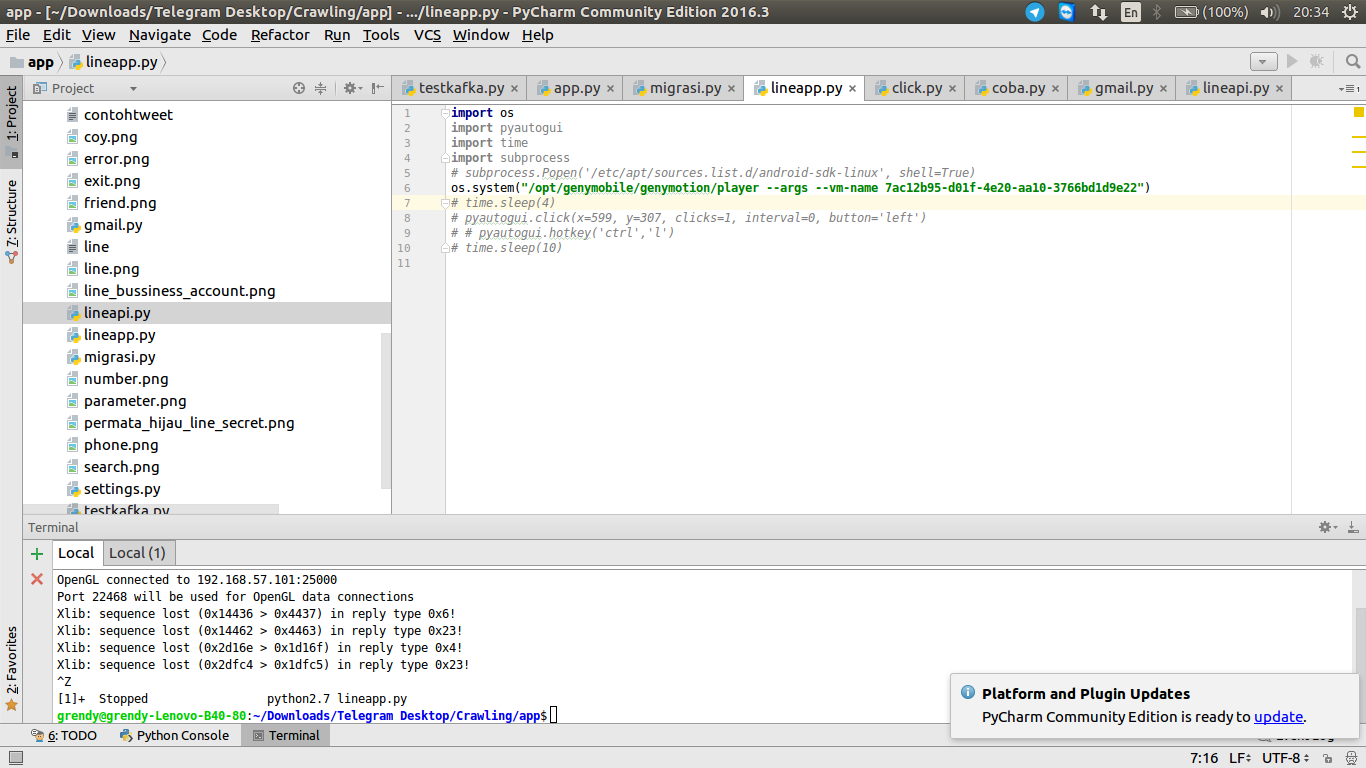 app - [~/Downloads/Telegram Desktop/Crawling/app] - .../lineapp.py - PyCharm Community Edition 2016.3
En
(100%)
20:34
File Edit View Navigate Code Refactor Run Tools VCS Window Help
app
lineapp.py
1: Project
7: Structure
2: Favorites
Project
contohtweet
coy.png
error.png
exit.png
friend.png
gmail.py
line
line.png
line_bussiness_account.png
lineapi.py
lineapp.py
migrasi.py
number.png
parameter.png
permata_hijau_line_secret.png
phone.png
search.png
settings.py
testkafka.py
testkafka.py × app.py × migrasi.py × lineapp.py × click.py × coba.py × gmail.py × lineapi.py ×
1
1 import os
2 import pyautogui
3 import time
4 import subprocess
5 # subprocess.Popen('/etc/apt/sources.list.d/android-sdk-linux', shell=True)
6 os.system("/opt/genymobile/genymotion/player --args --vm-name 7ac12b95-d01f-4e20-aa10-3766bd1d9e22")
7 # time.sleep(4)
8 # pyautogui.click(x=599, y=307, clicks=1, interval=0, button='left')
9 # # pyautogui.hotkey('ctrl','l')
10 # time.sleep(10)
11
Terminal
Local
Local (1)
OpenGL connected to 192.168.57.101:25000
Port 22468 will be used for OpenGL data connections
Xlib: sequence lost (0x14436 > 0x4437) in reply type 0x6!
Xlib: sequence lost (0x14462 > 0x4463) in reply type 0x23!
Xlib: sequence lost (0x2d16e > 0x1d16f) in reply type 0x4!
Xlib: sequence lost (0x2dfc4 > 0x1dfc5) in reply type 0x23!
^Z
[1]+  Stopped                 python2.7 lineapp.py
grendy@grendy-Lenovo-B40-80:~/Downloads/Telegram Desktop/Crawling/app$
Platform and Plugin Updates
PyCharm Community Edition is ready to update.
6: TODO
Python Console
Terminal
7:16 LF UTF-8